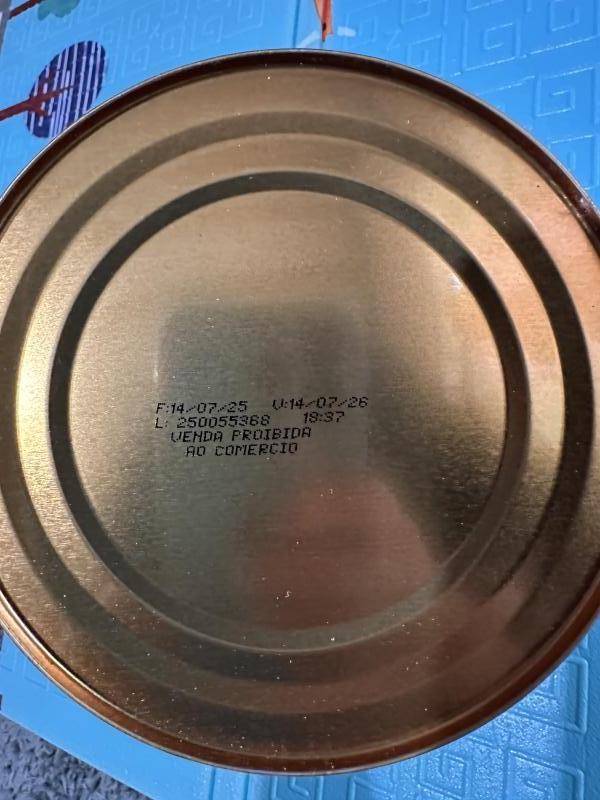 F:14/07/25 V:14/07/26
L: 250055368 18:37
VENDA PROIBIDA
AO COMERCIO